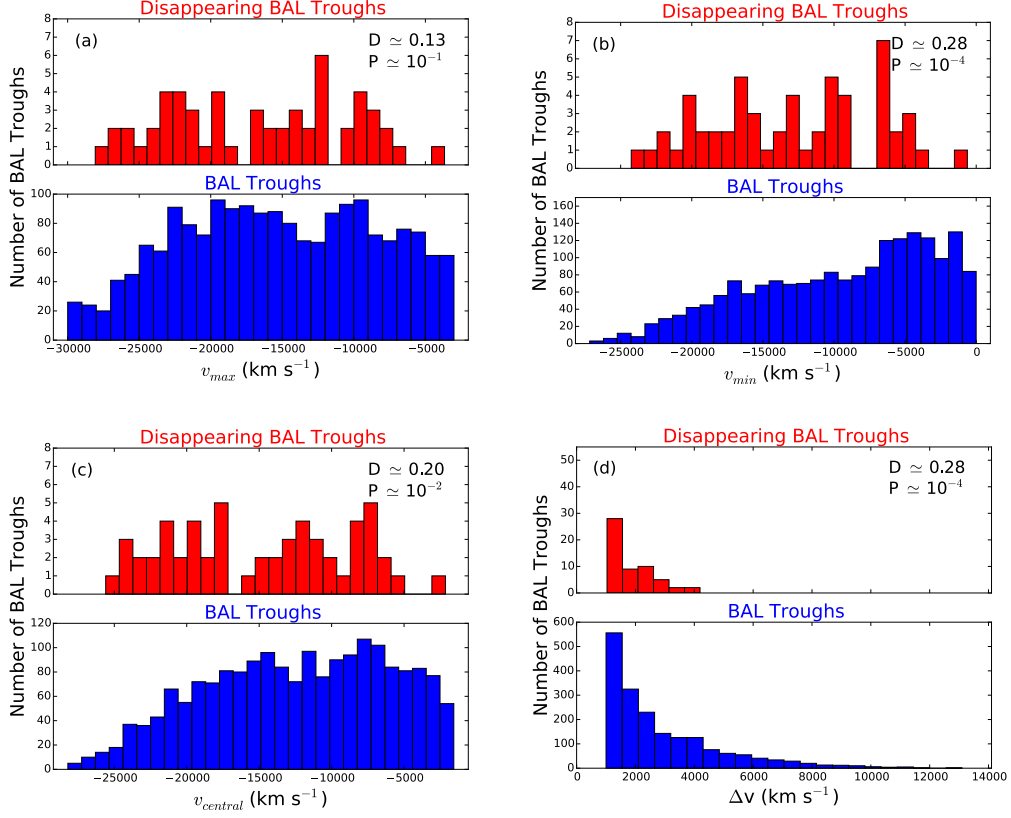 Disappearing BAL Troughs
(a)
D ≃ 0.13
P ≃ 10⁻¹
8
7
6
5
4
3
2
1
0
BAL Troughs
100
80
60
40
20
0
−30000 −25000 −20000 −15000 −10000 −5000
v_max (km s⁻¹)
Number of BAL Troughs
Disappearing BAL Troughs
(b)
D ≃ 0.28
P ≃ 10⁻⁴
8
7
6
5
4
3
2
1
0
BAL Troughs
160
140
120
100
80
60
40
20
0
−25000 −20000 −15000 −10000 −5000 0
v_min (km s⁻¹)
Number of BAL Troughs
Disappearing BAL Troughs
(c)
D ≃ 0.20
P ≃ 10⁻²
8
7
6
5
4
3
2
1
0
BAL Troughs
120
100
80
60
40
20
0
−25000 −20000 −15000 −10000 −5000
v_central (km s⁻¹)
Number of BAL Troughs
Disappearing BAL Troughs
(d)
D ≃ 0.28
P ≃ 10⁻⁴
50
40
30
20
10
0
BAL Troughs
600
500
400
300
200
100
0
0 2000 4000 6000 8000 10000 12000 14000
Δv (km s⁻¹)
Number of BAL Troughs